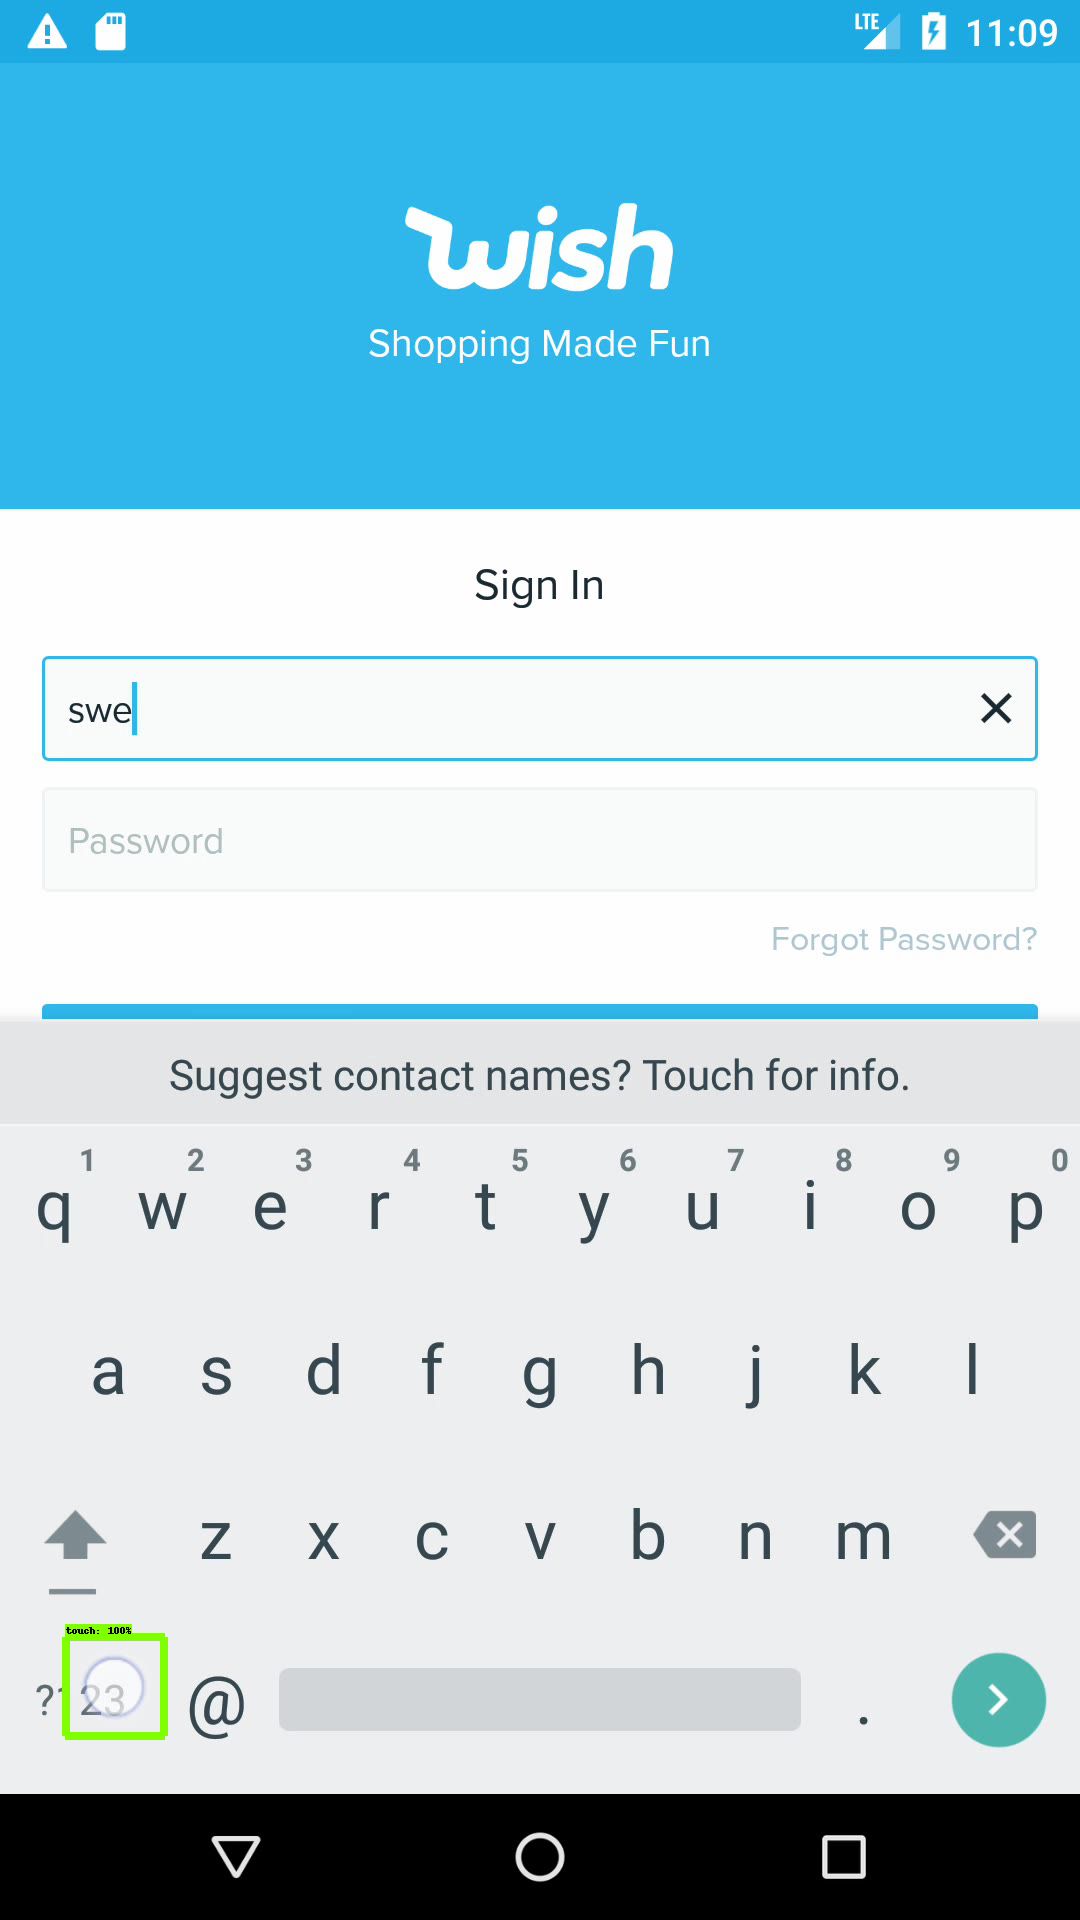 LTE 11:09
wish
Shopping Made Fun
Sign In
swe
Password
Forgot Password?
Suggest contact names? Touch for info.
1 2 3 4 5 6 7 8 9 0
q w e r t y u i o p
a s d f g h j k l
z x c v b n m
touch: 100%
?123 @ .